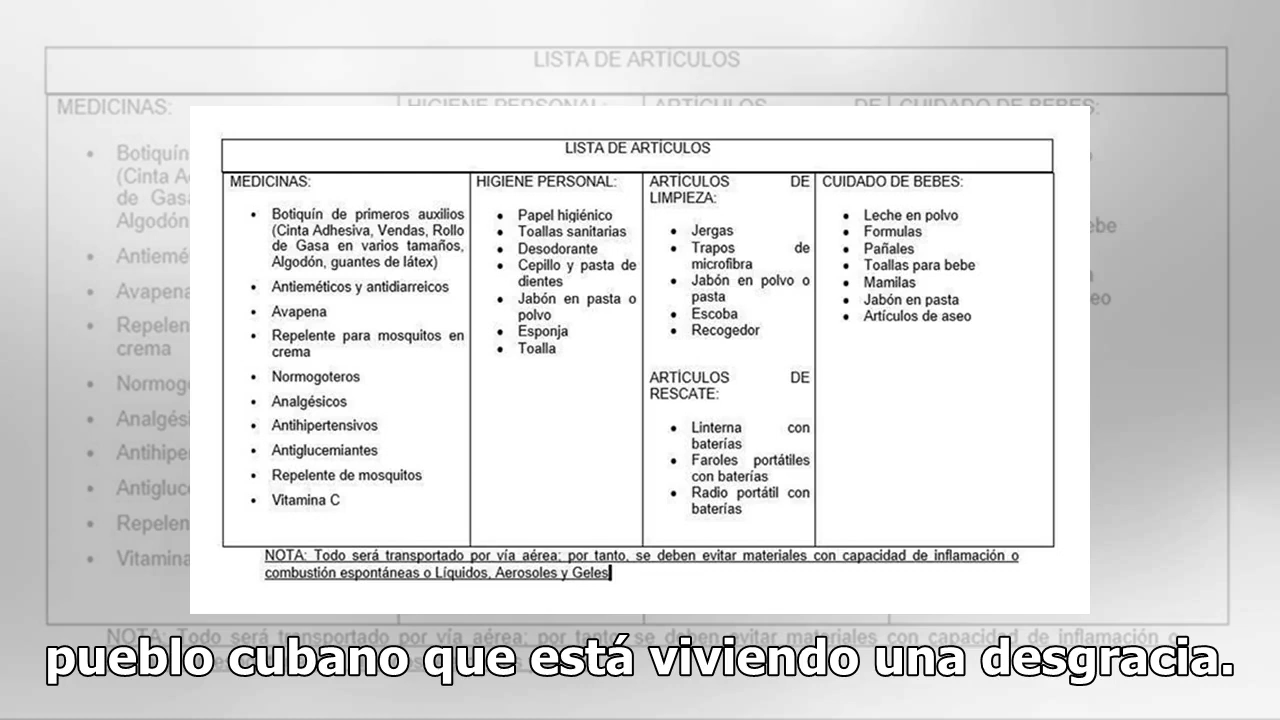 LISTA DE ARTÍCULOS
MEDICINAS:
Botiquín de primeros auxilios
(Cinta Adhesiva, Vendas, Rollo
de Gasa en varios tamaños,
Algodón, guantes de látex)
Antieméticos y antidiarreicos
Avapena
Repelente para mosquitos en
crema
Normogoteros
Analgésicos
Antihipertensivos
Antiglucemiantes
Repelente de mosquitos
Vitamina C
HIGIENE PERSONAL:
Papel higiénico
Toallas sanitarias
Desodorante
Cepillo y pasta de
dientes
Jabón en pasta o
polvo
Esponja
Toalla
ARTÍCULOS DE
LIMPIEZA:
Jergas
Trapos de
microfibra
Jabón en polvo o
pasta
Escoba
Recogedor
ARTÍCULOS DE
RESCATE:
Linterna con
baterías
Faroles portátiles
con baterías
Radio portátil con
baterías
CUIDADO DE BEBES:
Leche en polvo
Formulas
Pañales
Toallas para bebe
Mamilas
Jabón en pasta
Artículos de aseo
NOTA: Todo será transportado por vía aérea; por tanto, se deben evitar materiales con capacidad de inflamación o
combustión espontáneas o Líquidos, Aerosoles y Geles
pueblo cubano que está viviendo una desgracia.